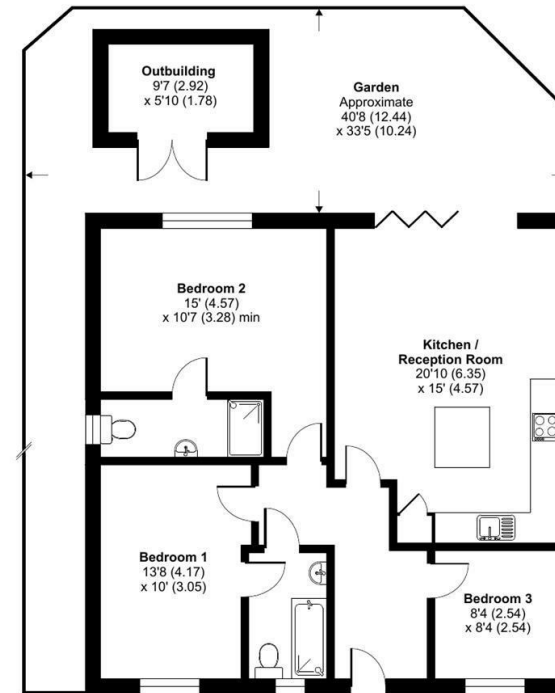 Outbuilding
9'7 (2.92)
x 5'10 (1.78)
Garden
Approximate
40'8 (12.44)
x 33'5 (10.24)
Bedroom 2
15' (4.57)
x 10'7 (3.28) min
Kitchen /
Reception Room
20'10 (6.35)
x 15' (4.57)
Bedroom 1
13'8 (4.17)
x 10' (3.05)
Bedroom 3
8'4 (2.54)
x 8'4 (2.54)